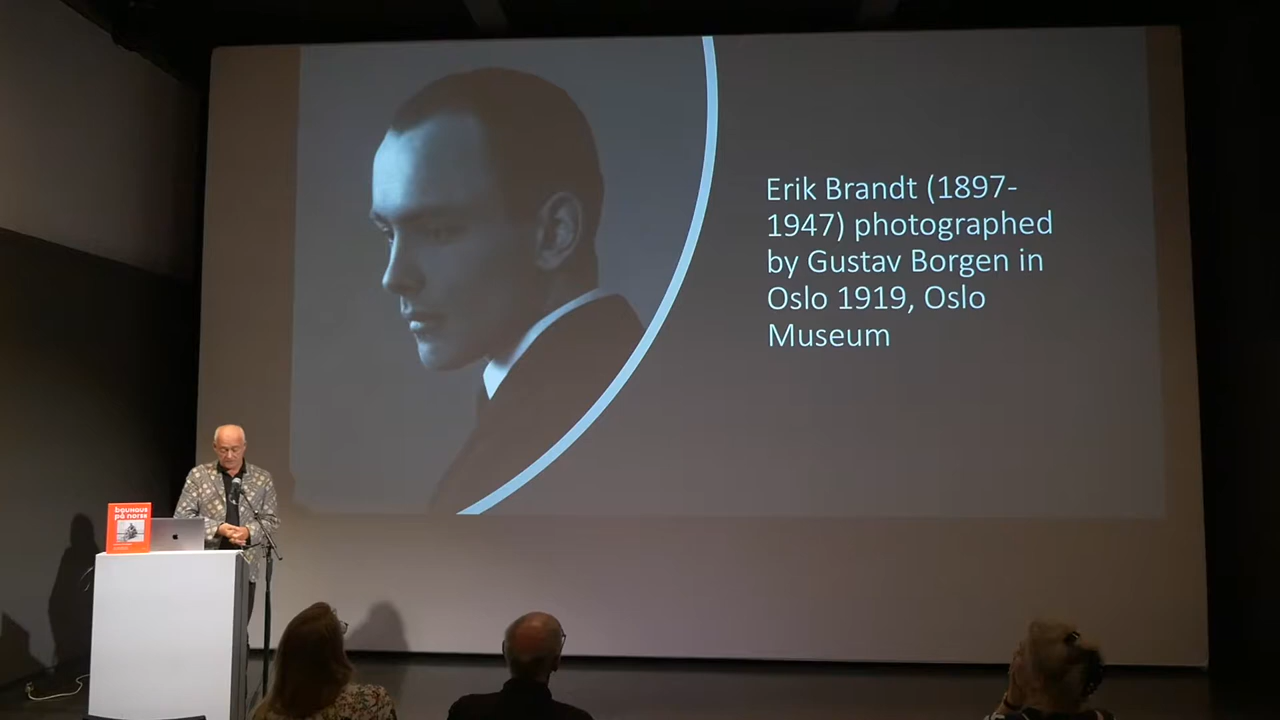 Erik Brandt (1897-
1947) photographed
by Gustav Borgen in
Oslo 1919, Oslo
Museum
bauhaus
på norsk